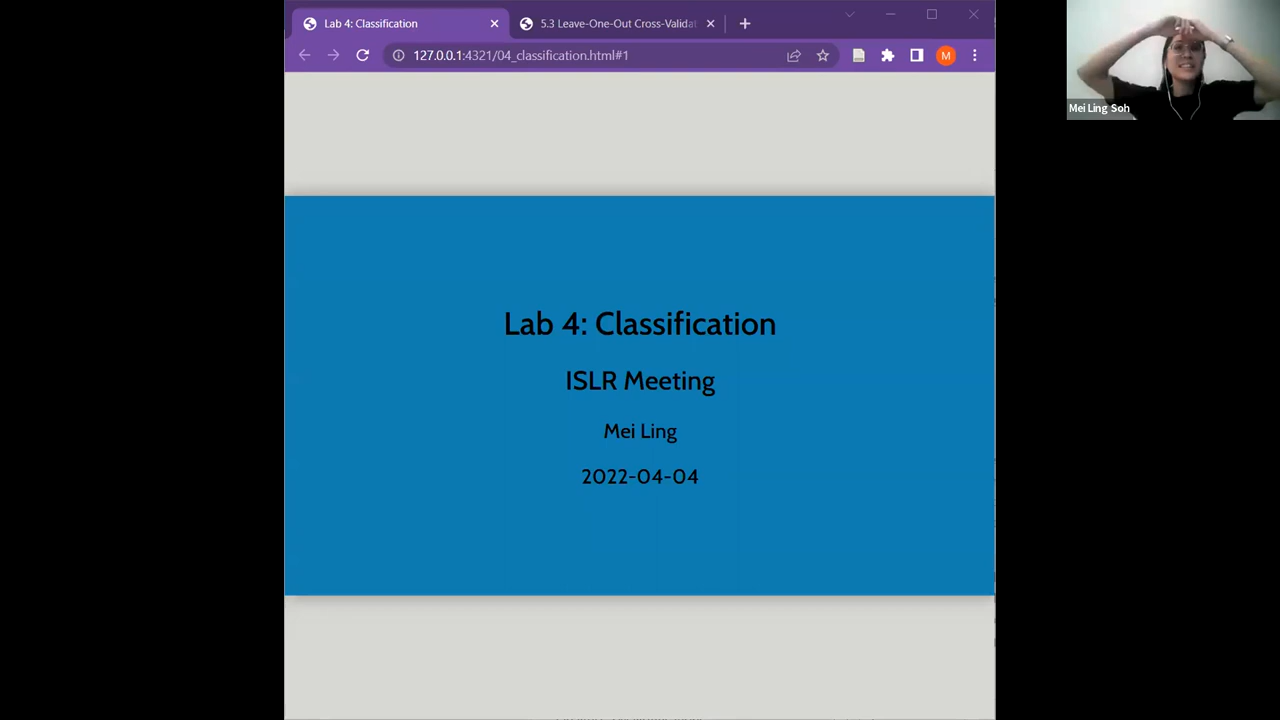 Lab 4: Classification
5.3 Leave-One-Out Cross-Validat
127.0.0.1:4321/04_classification.html#1
M
Mei Ling Soh
Lab 4: Classification
ISLR Meeting
Mei Ling
2022-04-04